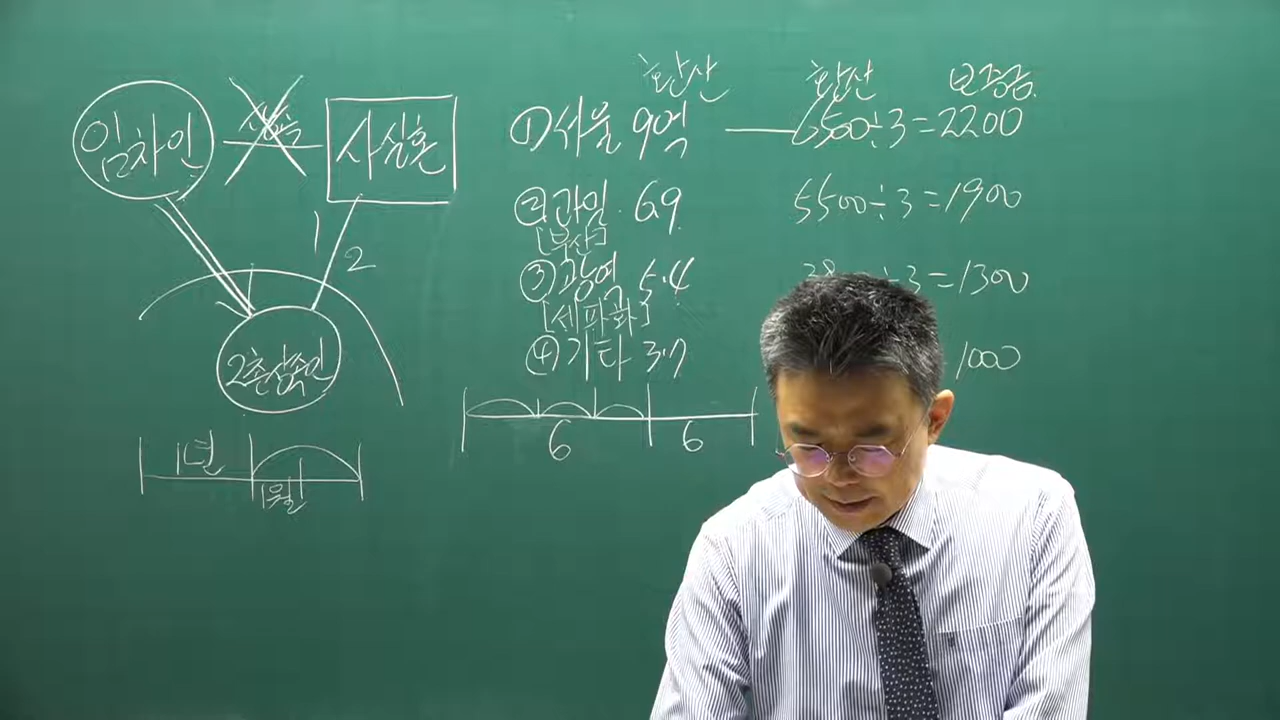 임차인
상속
사실혼
1
2
2촌상속인
1년
1월
환산 환산 보증금
①서울 9억 6500÷3=2200
②과밀 6.9 5500÷3=1900
[부산]
③광역 5.4 38 ÷3=1300
[세파화]
④기타 3.7 1000
6 6